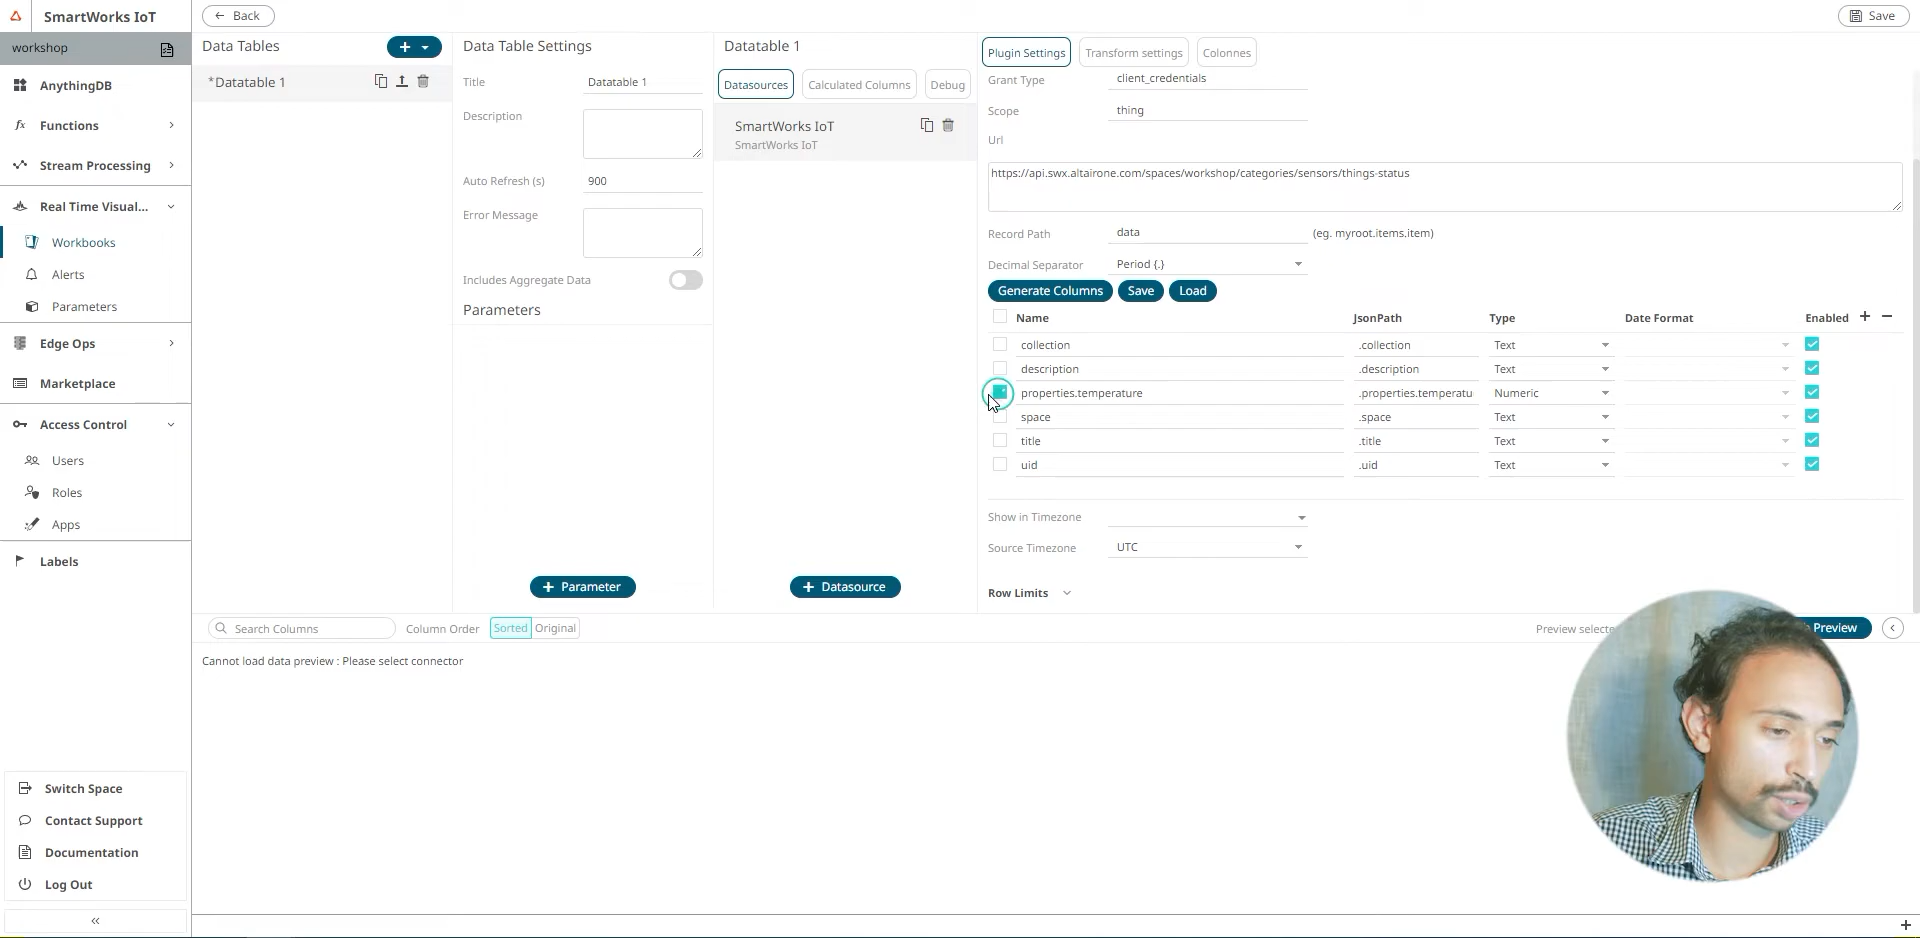 SmartWorks IoT
Back
Save
workshop
AnythingDB
Functions
Stream Processing
Real Time Visual...
Workbooks
Alerts
Parameters
Edge Ops
Marketplace
Access Control
Users
Roles
Apps
Labels
Switch Space
Contact Support
Documentation
Log Out
Data Tables
*Datatable 1
Data Table Settings
Title Datatable 1
Description
Auto Refresh (s) 900
Error Message
Includes Aggregate Data
Parameters
+ Parameter
Datatable 1
Datasources Calculated Columns Debug
SmartWorks IoT
SmartWorks IoT
+ Datasource
Plugin Settings Transform settings Colonnes
Grant Type client_credentials
Scope thing
Url
https://api.swx.altairone.com/spaces/workshop/categories/sensors/things-status
Record Path data (eg. myroot.items.item)
Decimal Separator Period {.}
Generate Columns Save Load
Name JsonPath Type Date Format Enabled + −
collection .collection Text
description .description Text
properties.temperature .properties.temperatu Numeric
space .space Text
title .title Text
uid .uid Text
Show in Timezone
Source Timezone UTC
Row Limits
Search Columns Column Order Sorted Original Preview Preview
Cannot load data preview : Please select connector